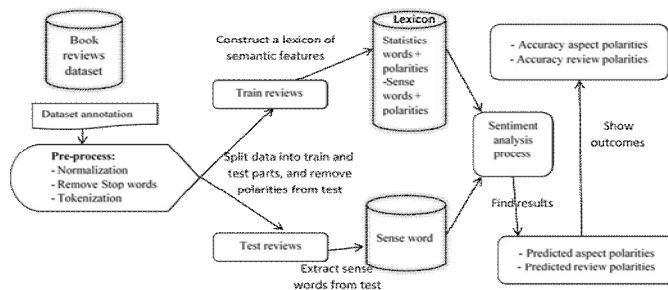 Book
reviews
dataset
Dataset annotation
Pre-process:
- Normalization
- Remove Stop words
- Tokenization
Construct a lexicon of
semantic features
Train reviews
Split data into train and
test parts, and remove
polarities from test
Test reviews
Extract sense
words from test
Lexicon
Statistics
words +
polarities
-Sense
words +
polarities
Sense word
Sentiment
analysis
process
Find results
- Accuracy aspect polarities
- Accuracy review polarities
Show
outcomes
- Predicted aspect polarities
- Predicted review polarities